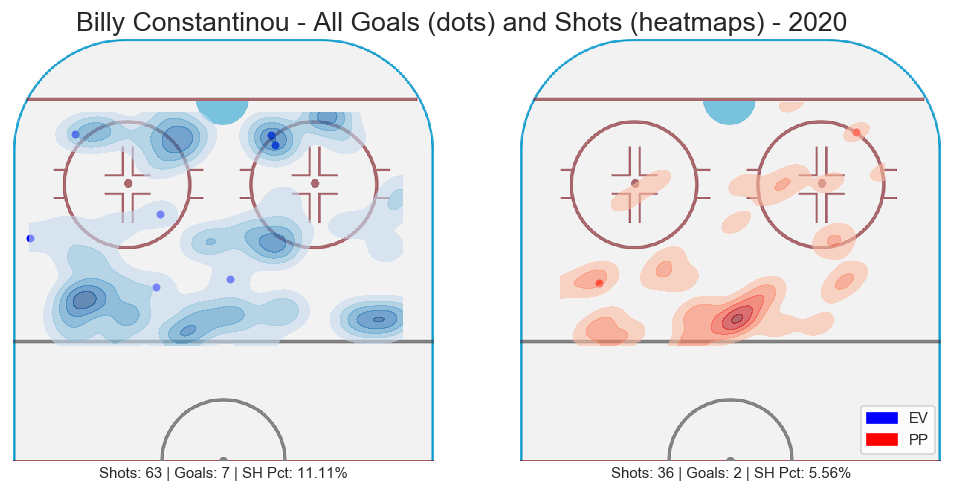 Billy Constantinou - All Goals (dots) and Shots (heatmaps) - 2020
EV
PP
Shots: 63 | Goals: 7 | SH Pct: 11.11%
Shots: 36 | Goals: 2 | SH Pct: 5.56%